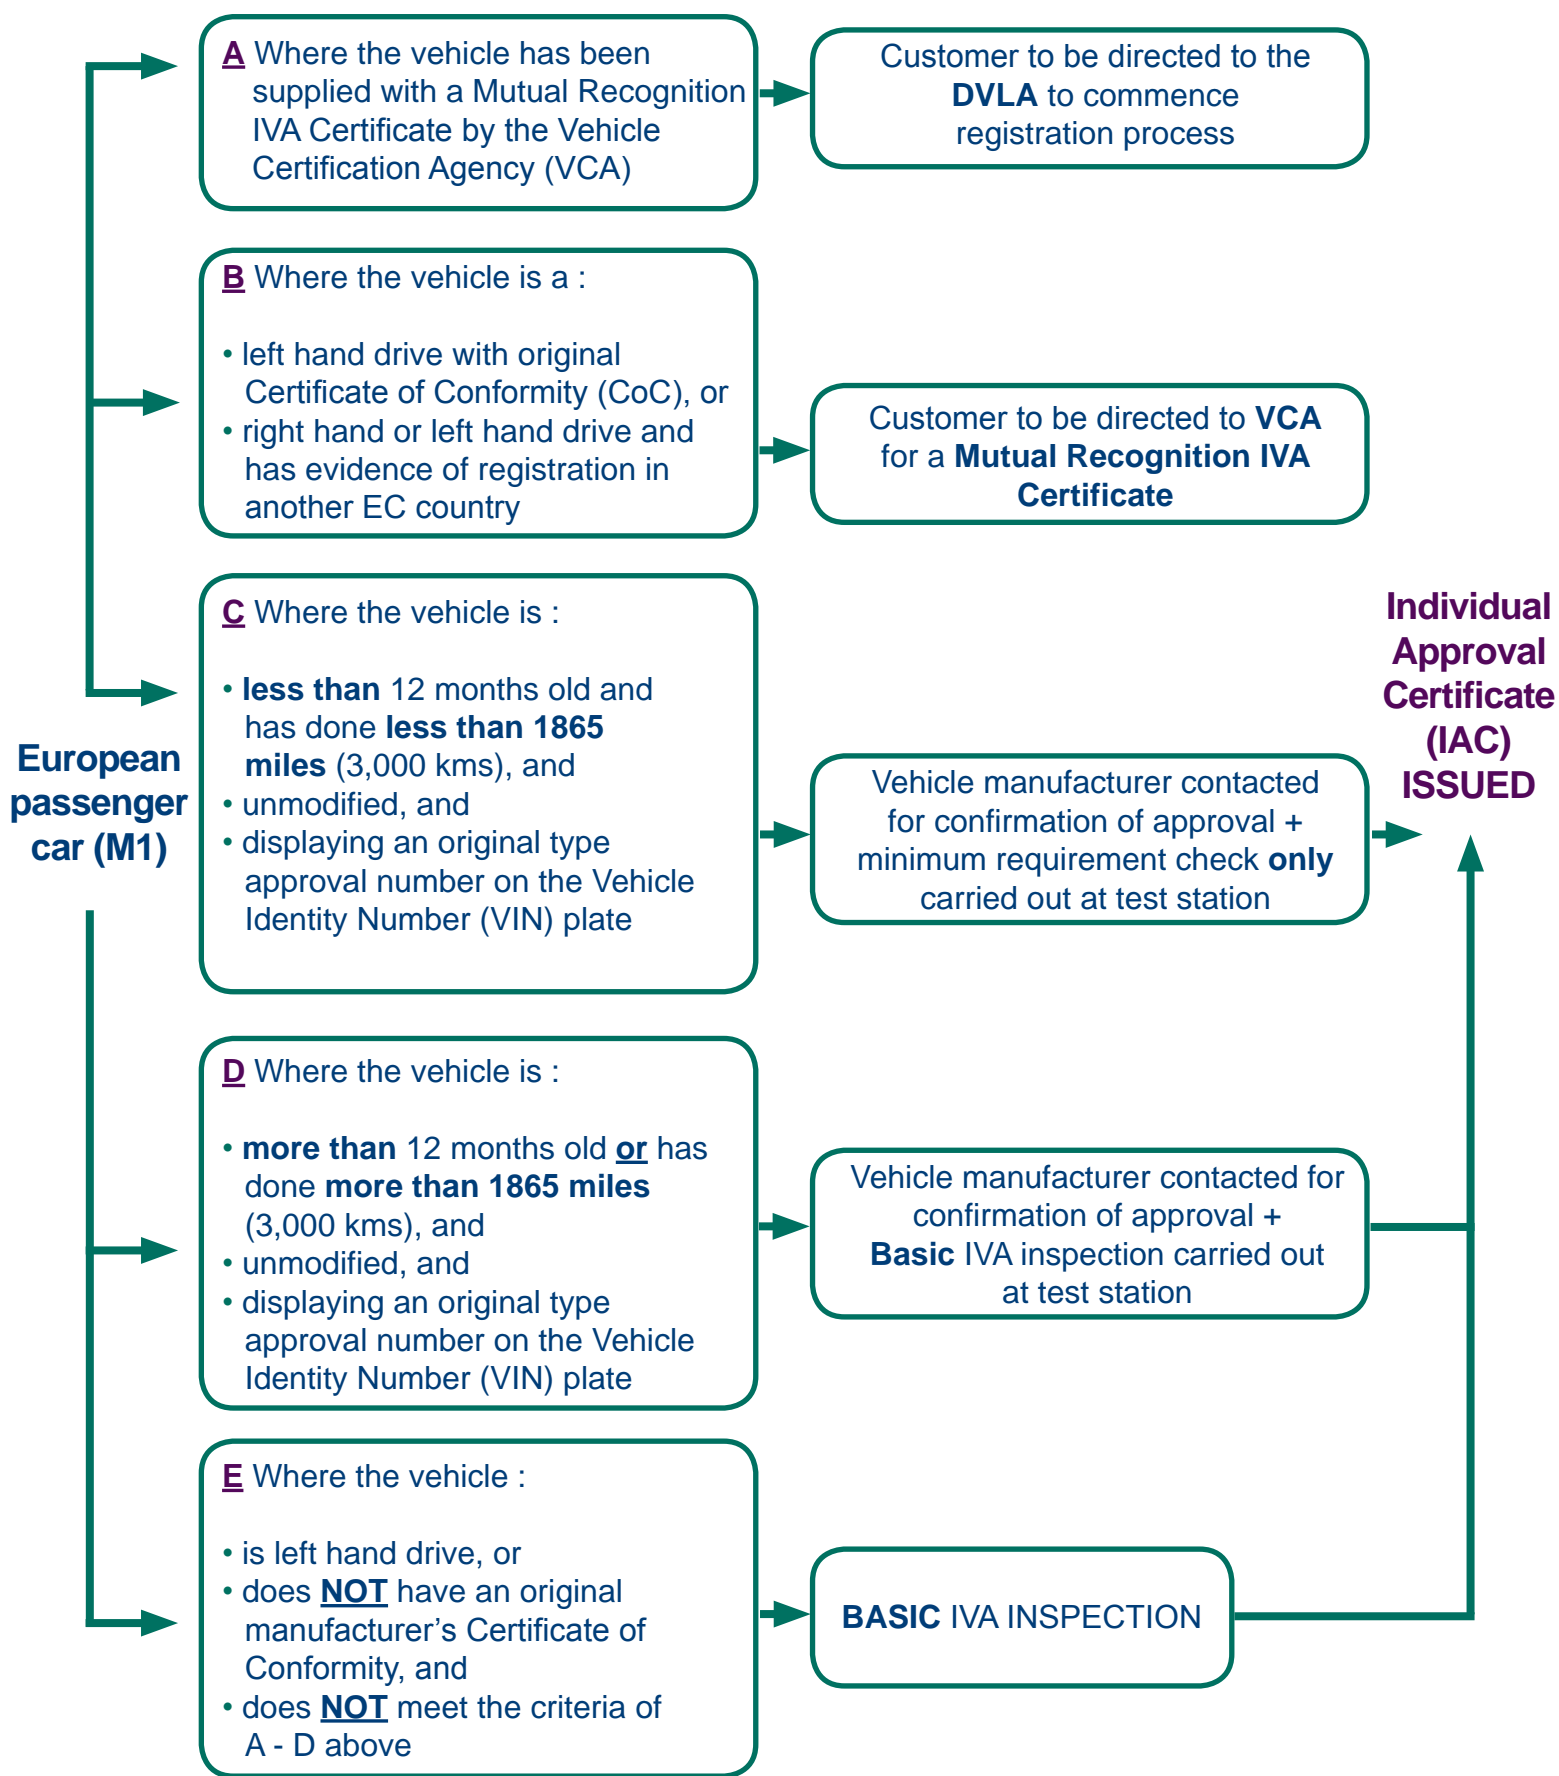 European
passenger
car (M1)
A Where the vehicle has been
supplied with a Mutual Recognition
IVA Certificate by the Vehicle
Certification Agency (VCA)
Customer to be directed to the
DVLA to commence
registration process
B Where the vehicle is a :
• left hand drive with original
Certificate of Conformity (CoC), or
• right hand or left hand drive and
has evidence of registration in
another EC country
Customer to be directed to VCA
for a Mutual Recognition IVA
Certificate
C Where the vehicle is :
• less than 12 months old and
has done less than 1865
miles (3,000 kms), and
• unmodified, and
• displaying an original type
approval number on the Vehicle
Identity Number (VIN) plate
Vehicle manufacturer contacted
for confirmation of approval +
minimum requirement check only
carried out at test station
D Where the vehicle is :
• more than 12 months old or has
done more than 1865 miles
(3,000 kms), and
• unmodified, and
• displaying an original type
approval number on the Vehicle
Identity Number (VIN) plate
Vehicle manufacturer contacted for
confirmation of approval +
Basic IVA inspection carried out
at test station
E Where the vehicle :
• is left hand drive, or
• does NOT have an original
manufacturer’s Certificate of
Conformity, and
• does NOT meet the criteria of
A - D above
BASIC IVA INSPECTION
Individual
Approval
Certificate
(IAC)
ISSUED